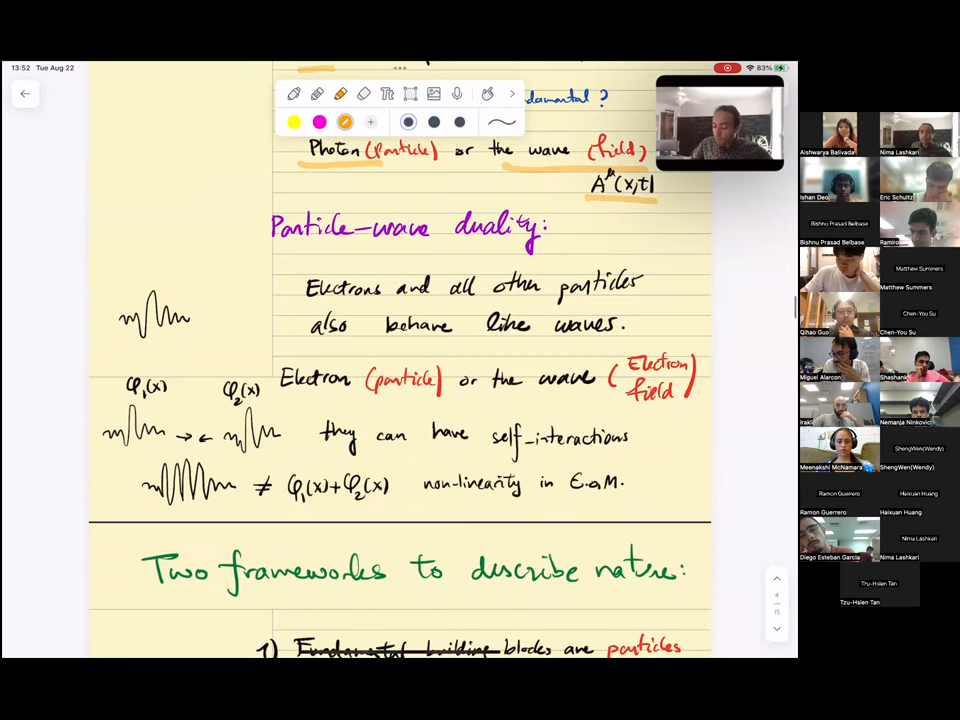 13:52 Tue Aug 22
83%
damental ?
Photon (particle) or the wave (field)
A^μ(x,t)
Particle-wave duality:
Electrons and all other particles
also behave like waves.
φ₁(x) φ₂(x) Electron (particle) or the wave (Electron field)
they can have self-interactions
≠ φ₁(x)+φ₂(x) non-linearity in E.o.M.
Two frameworks to describe nature:
1) Fundamental building blocks are particles
4
15
Aishwarya Balivada
Nima Lashkari
Ishan Deo
Eric Schultz
Bishnu Prasad Belbase
Bishnu Prasad Belbase
Ramiro
Matthew Summers
Matthew Summers
Chen-You Su
Qihao Guo
Chen-You Su
Miguel Alarcon
Shashank
Irakli
Nemanja Ninkovic
ShengWen(Wendy)
Meenakshi McNamara
ShengWen(Wendy)
Ramon Guerrero
Haixuan Huang
Ramon Guerrero
Haixuan Huang
Nima Lashkari
Diego Esteban Garcia
Nima Lashkari
Tzu-Hsien Tan
Tzu-Hsien Tan